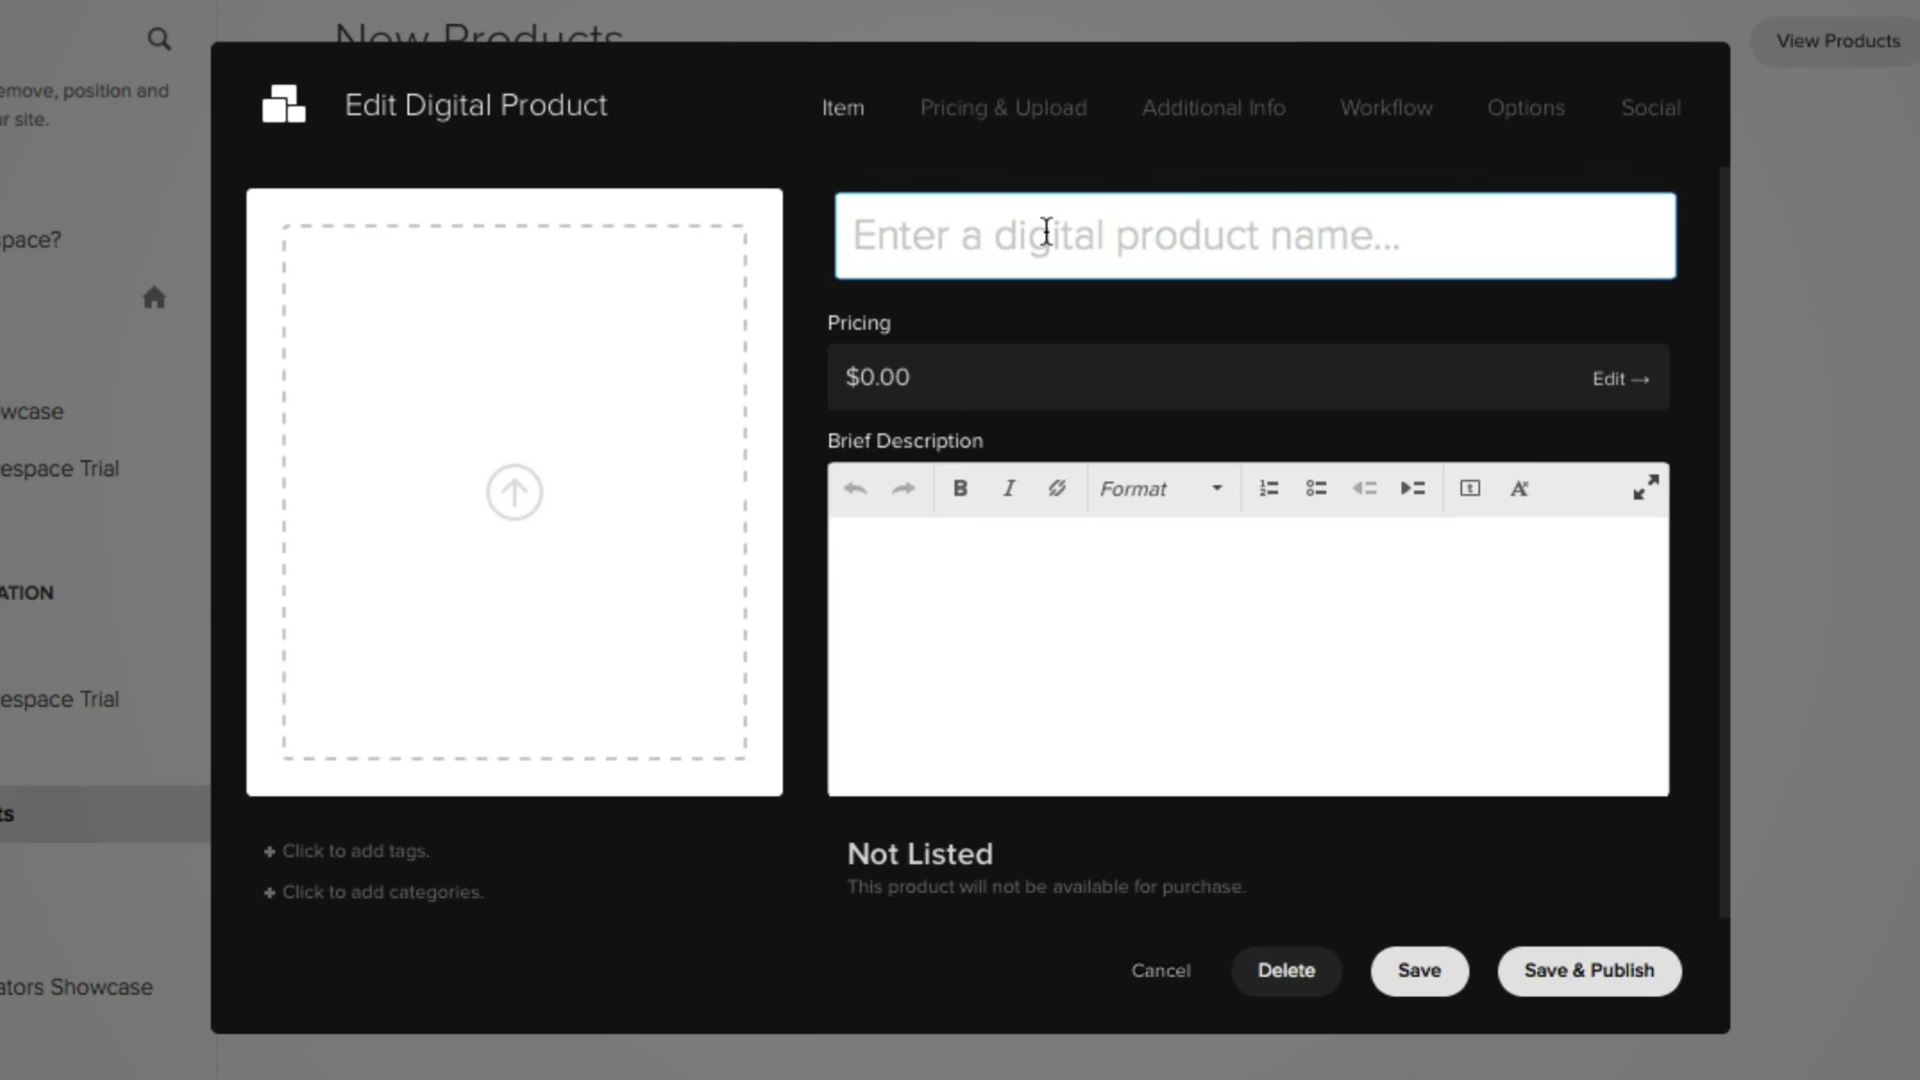 New Products
View Products
emove, position and
r site.
space?
wcase
espace Trial
ATION
espace Trial
ts
ators Showcase
Edit Digital Product
Item
Pricing & Upload
Additional Info
Workflow
Options
Social
Enter a digital product name...
Pricing
$0.00
Edit →
Brief Description
B
I
Format
Not Listed
This product will not be available for purchase.
+ Click to add tags.
+ Click to add categories.
Cancel
Delete
Save
Save & Publish